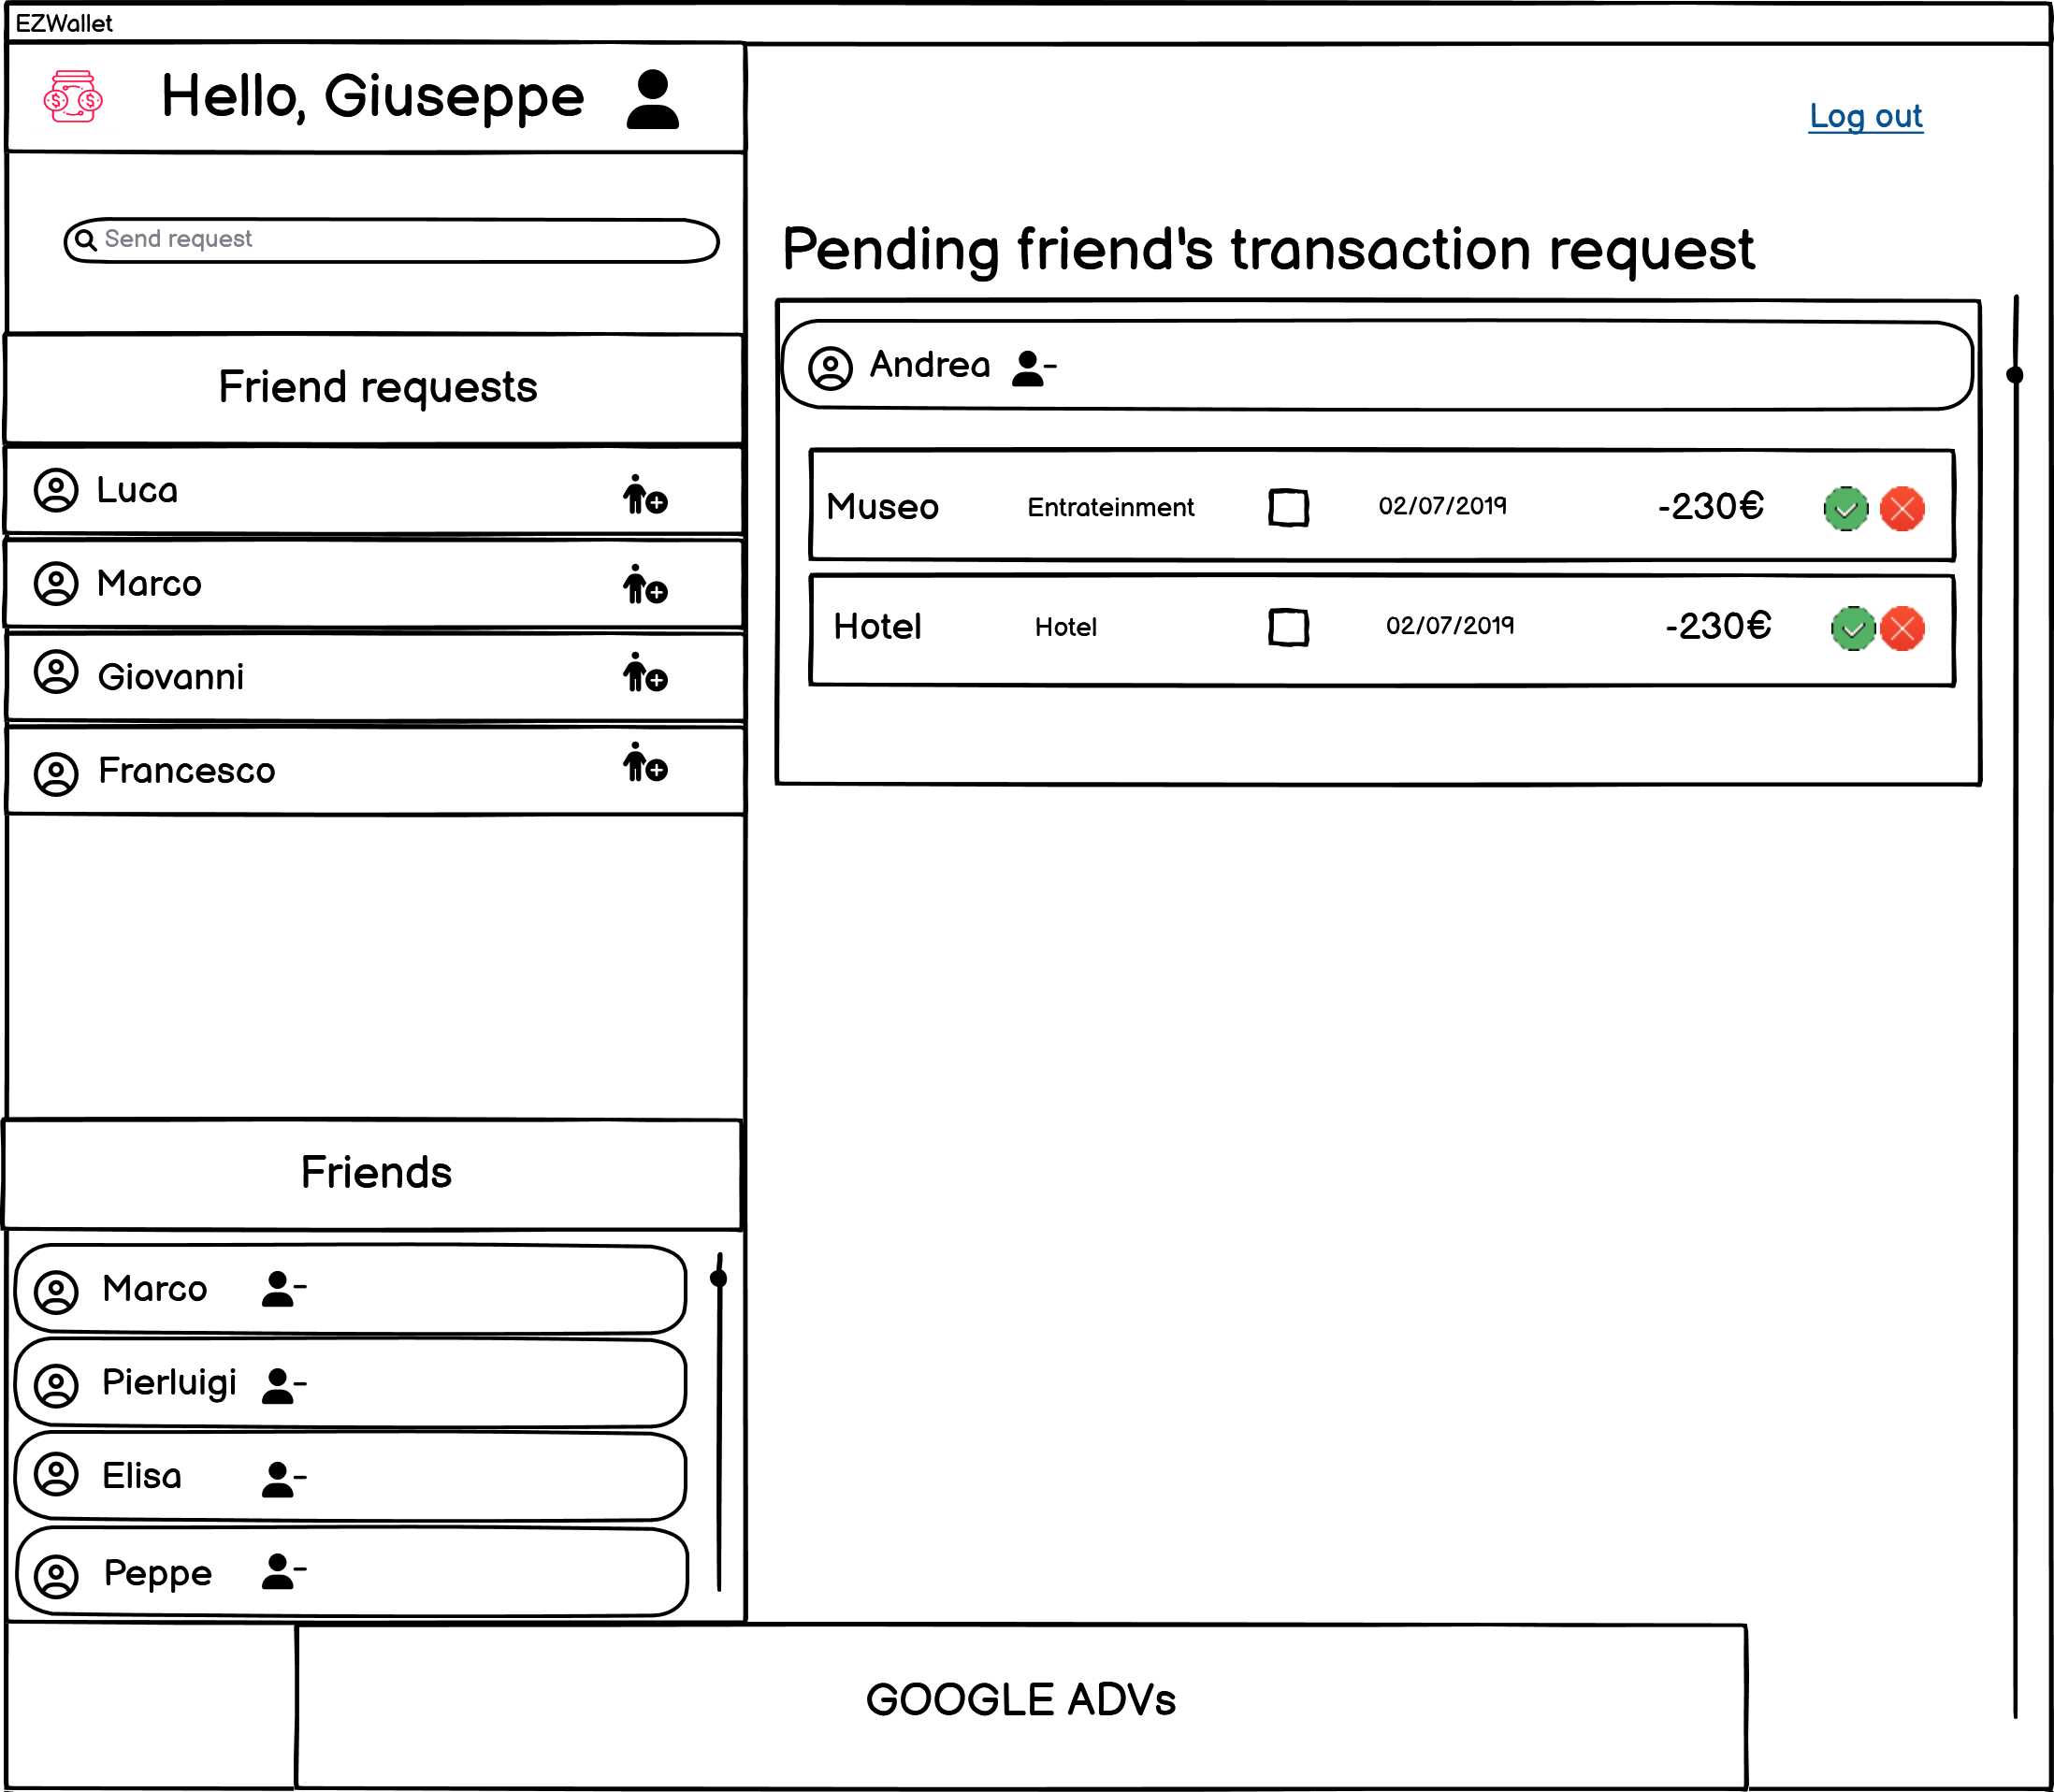 EZWallet
Hello, Giuseppe
Log out
Send request
Friend requests
Luca
Marco
Giovanni
Francesco
Friends
Marco
Pierluigi
Elisa
Peppe
Pending friend's transaction request
Andrea
Museo Entrateinment 02/07/2019 -230€
Hotel Hotel 02/07/2019 -230€
GOOGLE ADVs